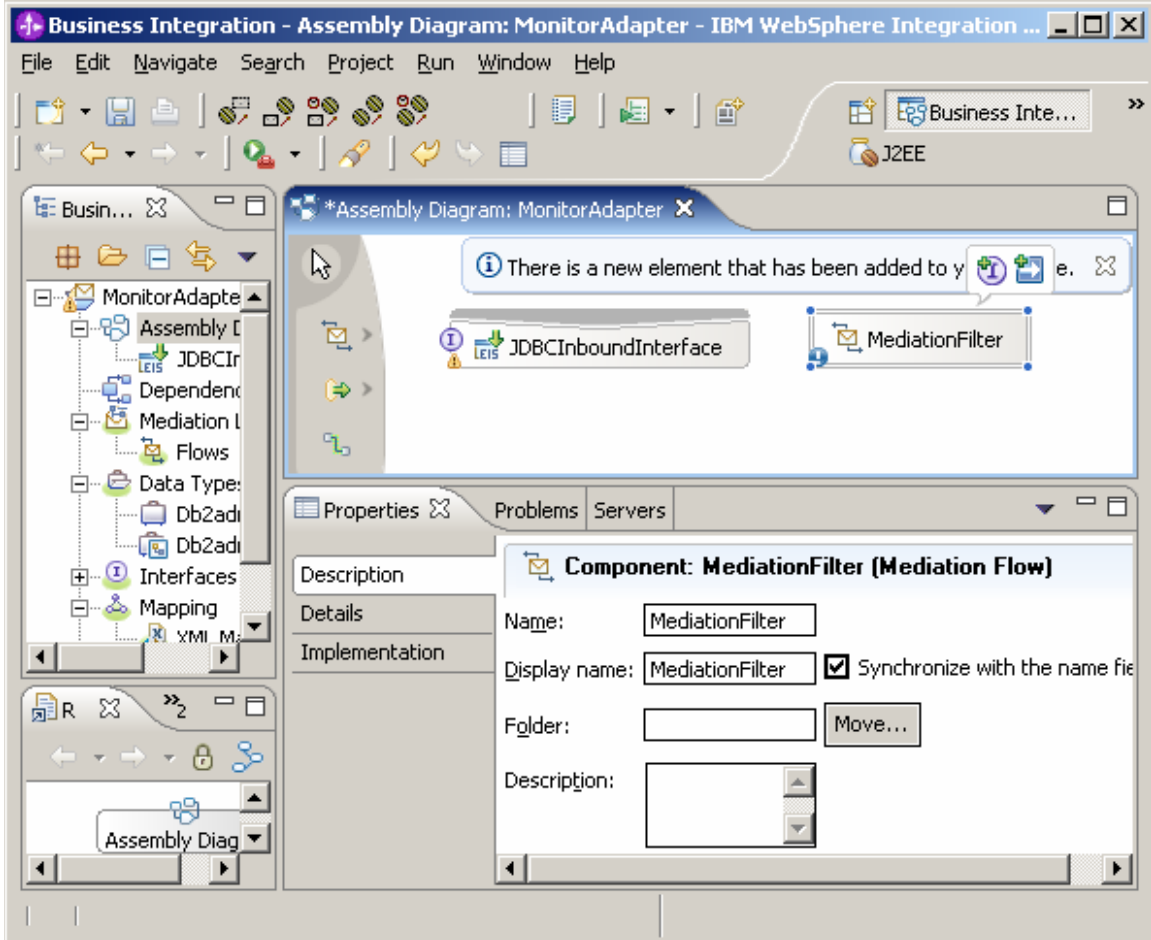 Business Integration - Assembly Diagram: MonitorAdapter - IBM WebSphere Integration ...
File Edit Navigate Search Project Run Window Help
Business Inte...
J2EE
Busin...
*Assembly Diagram: MonitorAdapter
There is a new element that has been added to y e.
MonitorAdapte
Assembly D
JDBCIn
Dependenc
Mediation L
Flows
Data Types
Db2adr
Db2adr
Interfaces
Mapping
XML Ma
EIS JDBCInboundInterface
MediationFilter
Properties Problems Servers
Description
Details
Implementation
Component: MediationFilter (Mediation Flow)
Name: MediationFilter
Display name: MediationFilter Synchronize with the name fie
Folder: Move...
Description:
R
2
Assembly Diag